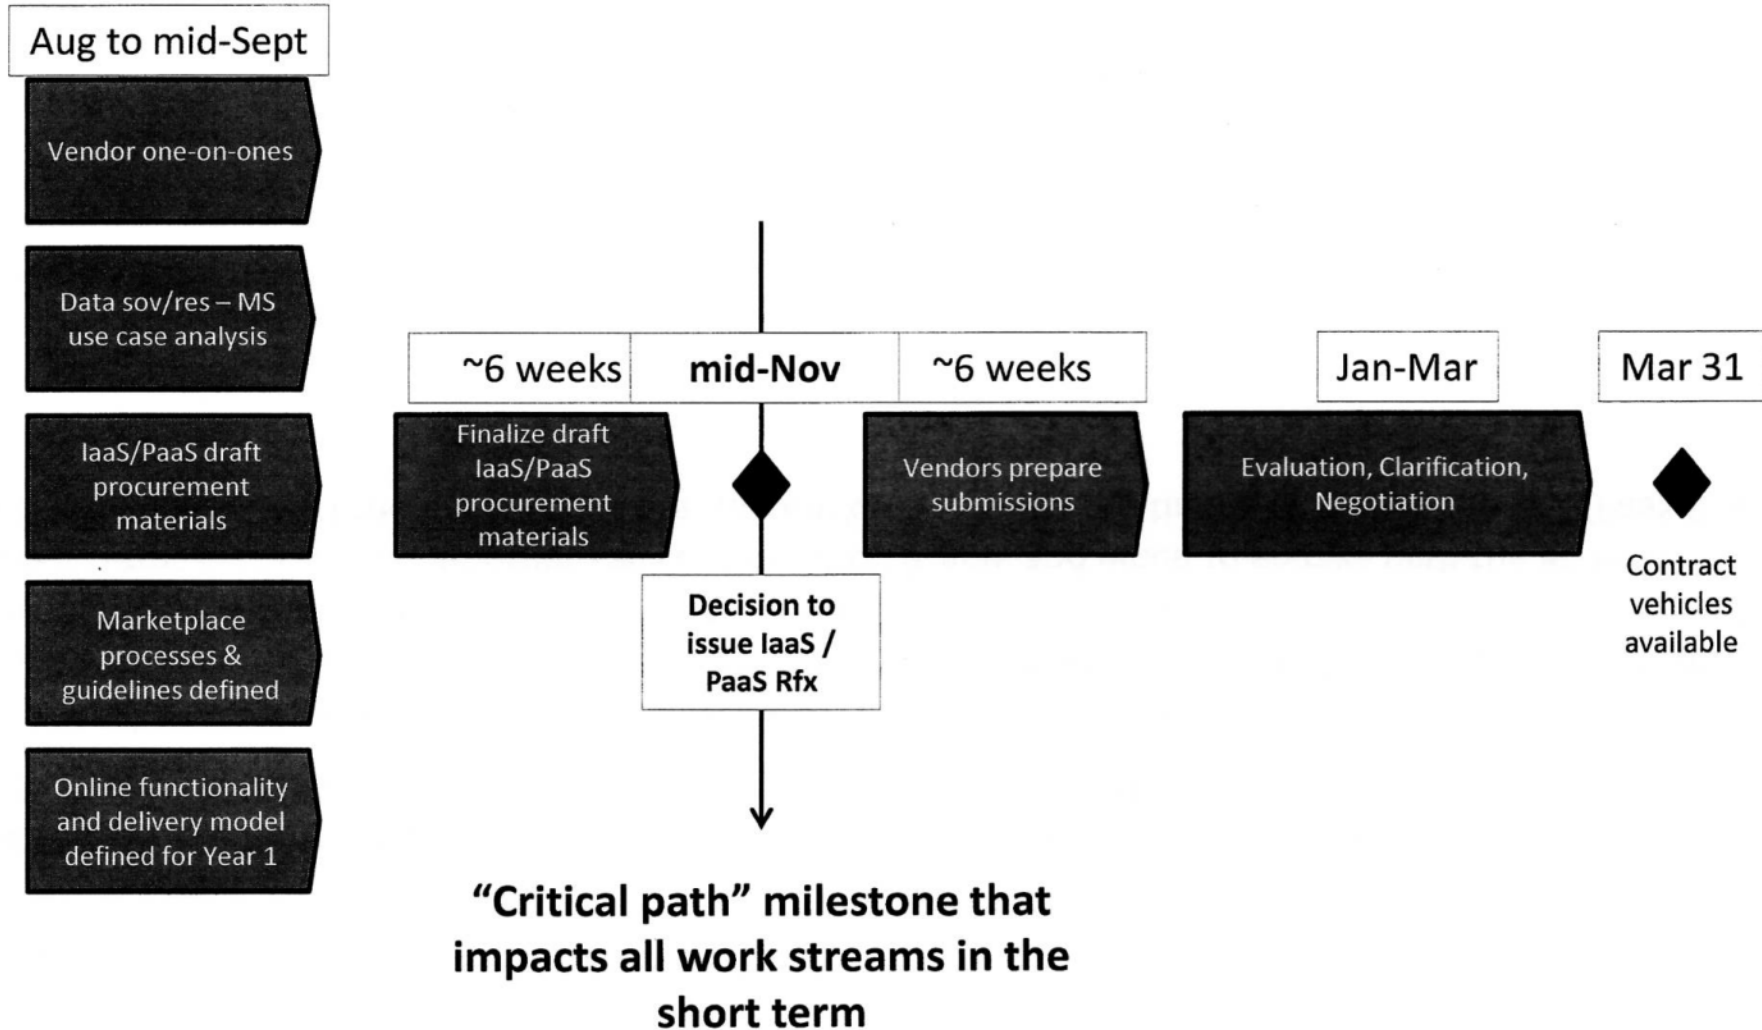 Aug to mid-Sept
Vendor one-on-ones
Data sov/res – MS
use case analysis
IaaS/PaaS draft
procurement
materials
Marketplace
processes &
guidelines defined
Online functionality
and delivery model
defined for Year 1
~6 weeks
Finalize draft
IaaS/PaaS
procurement
materials
mid-Nov
Decision to
issue IaaS /
PaaS Rfx
“Critical path” milestone that
impacts all work streams in the
short term
~6 weeks
Vendors prepare
submissions
Jan-Mar
Evaluation, Clarification,
Negotiation
Mar 31
Contract
vehicles
available